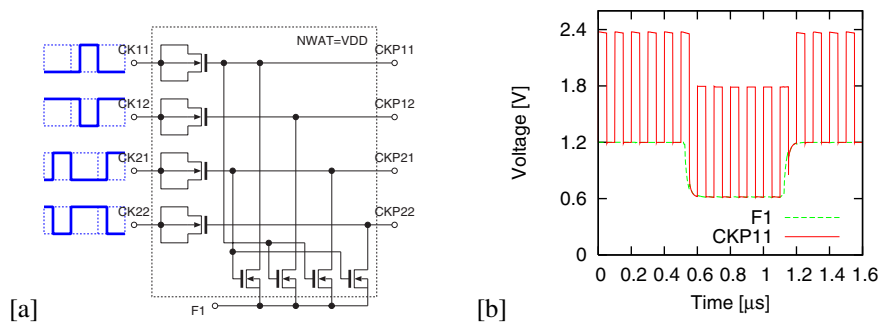 [a]
CK11
NWAT=VDD
CKP11
CK12
CKP12
CK21
CKP21
CK22
CKP22
F1
[b]
Voltage [V]
2.4
1.8
1.2
0.6
0
F1
CKP11
0 0.2 0.4 0.6 0.8 1 1.2 1.4 1.6
Time [μs]